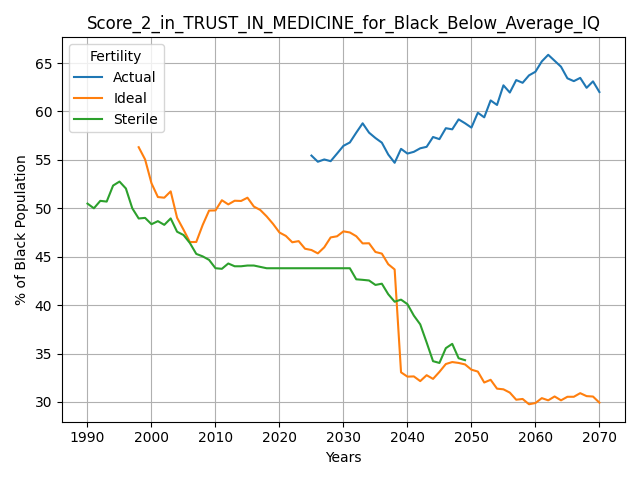 Score_2_in_TRUST_IN_MEDICINE_for_Black_Below_Average_IQ
Fertility
Actual
Ideal
Sterile
% of Black Population
65
60
55
50
45
40
35
30
1990
2000
2010
2020
2030
2040
2050
2060
2070
Years